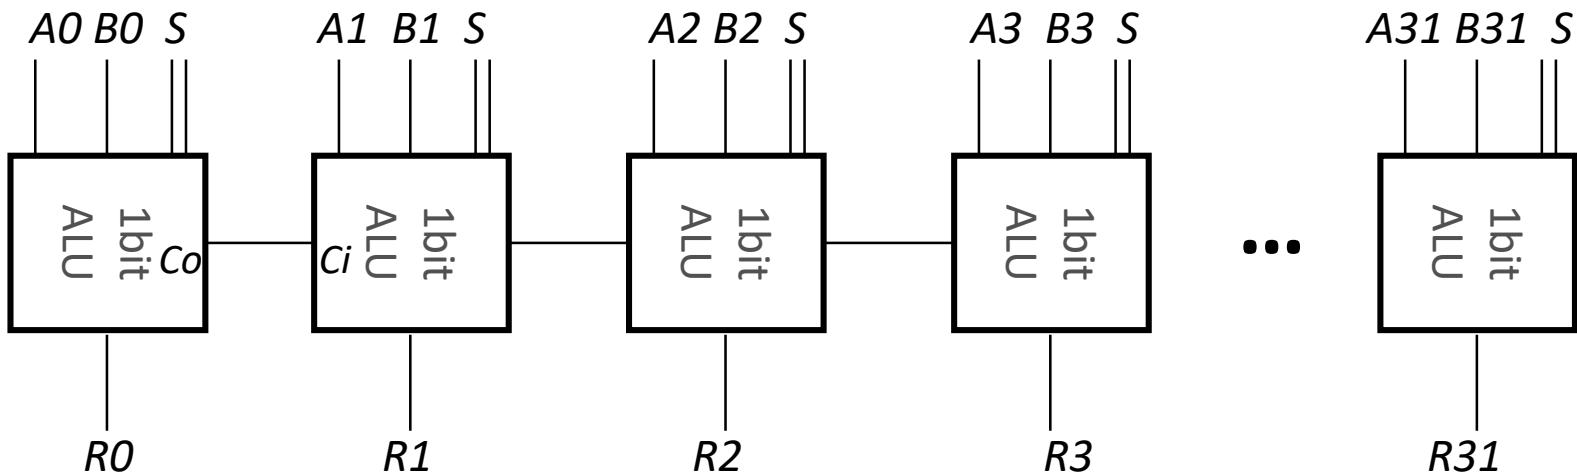 A0 B0 S A1 B1 S A2 B2 S A3 B3 S A31 B31 S
1bit
ALU
Co
Ci
1bit
ALU
1bit
ALU
1bit
ALU
...
1bit
ALU
R0 R1 R2 R3 R31